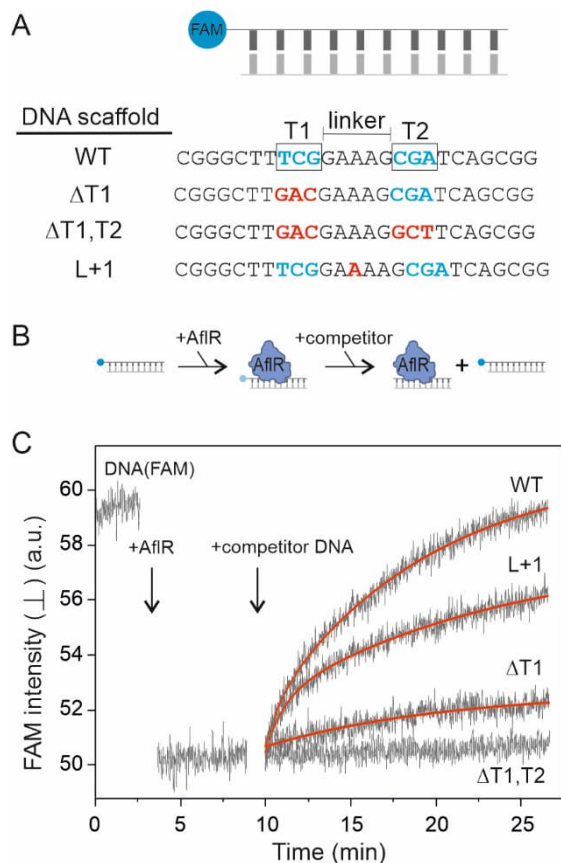 A
FAM
DNA scaffold
T1 linker T2
WT CGGGCTTTCGGAAAGCGATCAGCGG
ΔT1 CGGGCTTGACGAAAGCGATCAGCGG
ΔT1,T2 CGGGCTTGACGAAAGGCTTCAGCGG
L+1 CGGGCTTTCGGAAAAGCGATCAGCGG
B
+AflR +competitor
AflR AflR +
C
DNA(FAM)
+AflR
+competitor DNA
WT
L+1
ΔT1
ΔT1,T2
FAM intensity (⊥) (a.u.)
60
58
56
54
52
50
0 5 10 15 20 25
Time (min)